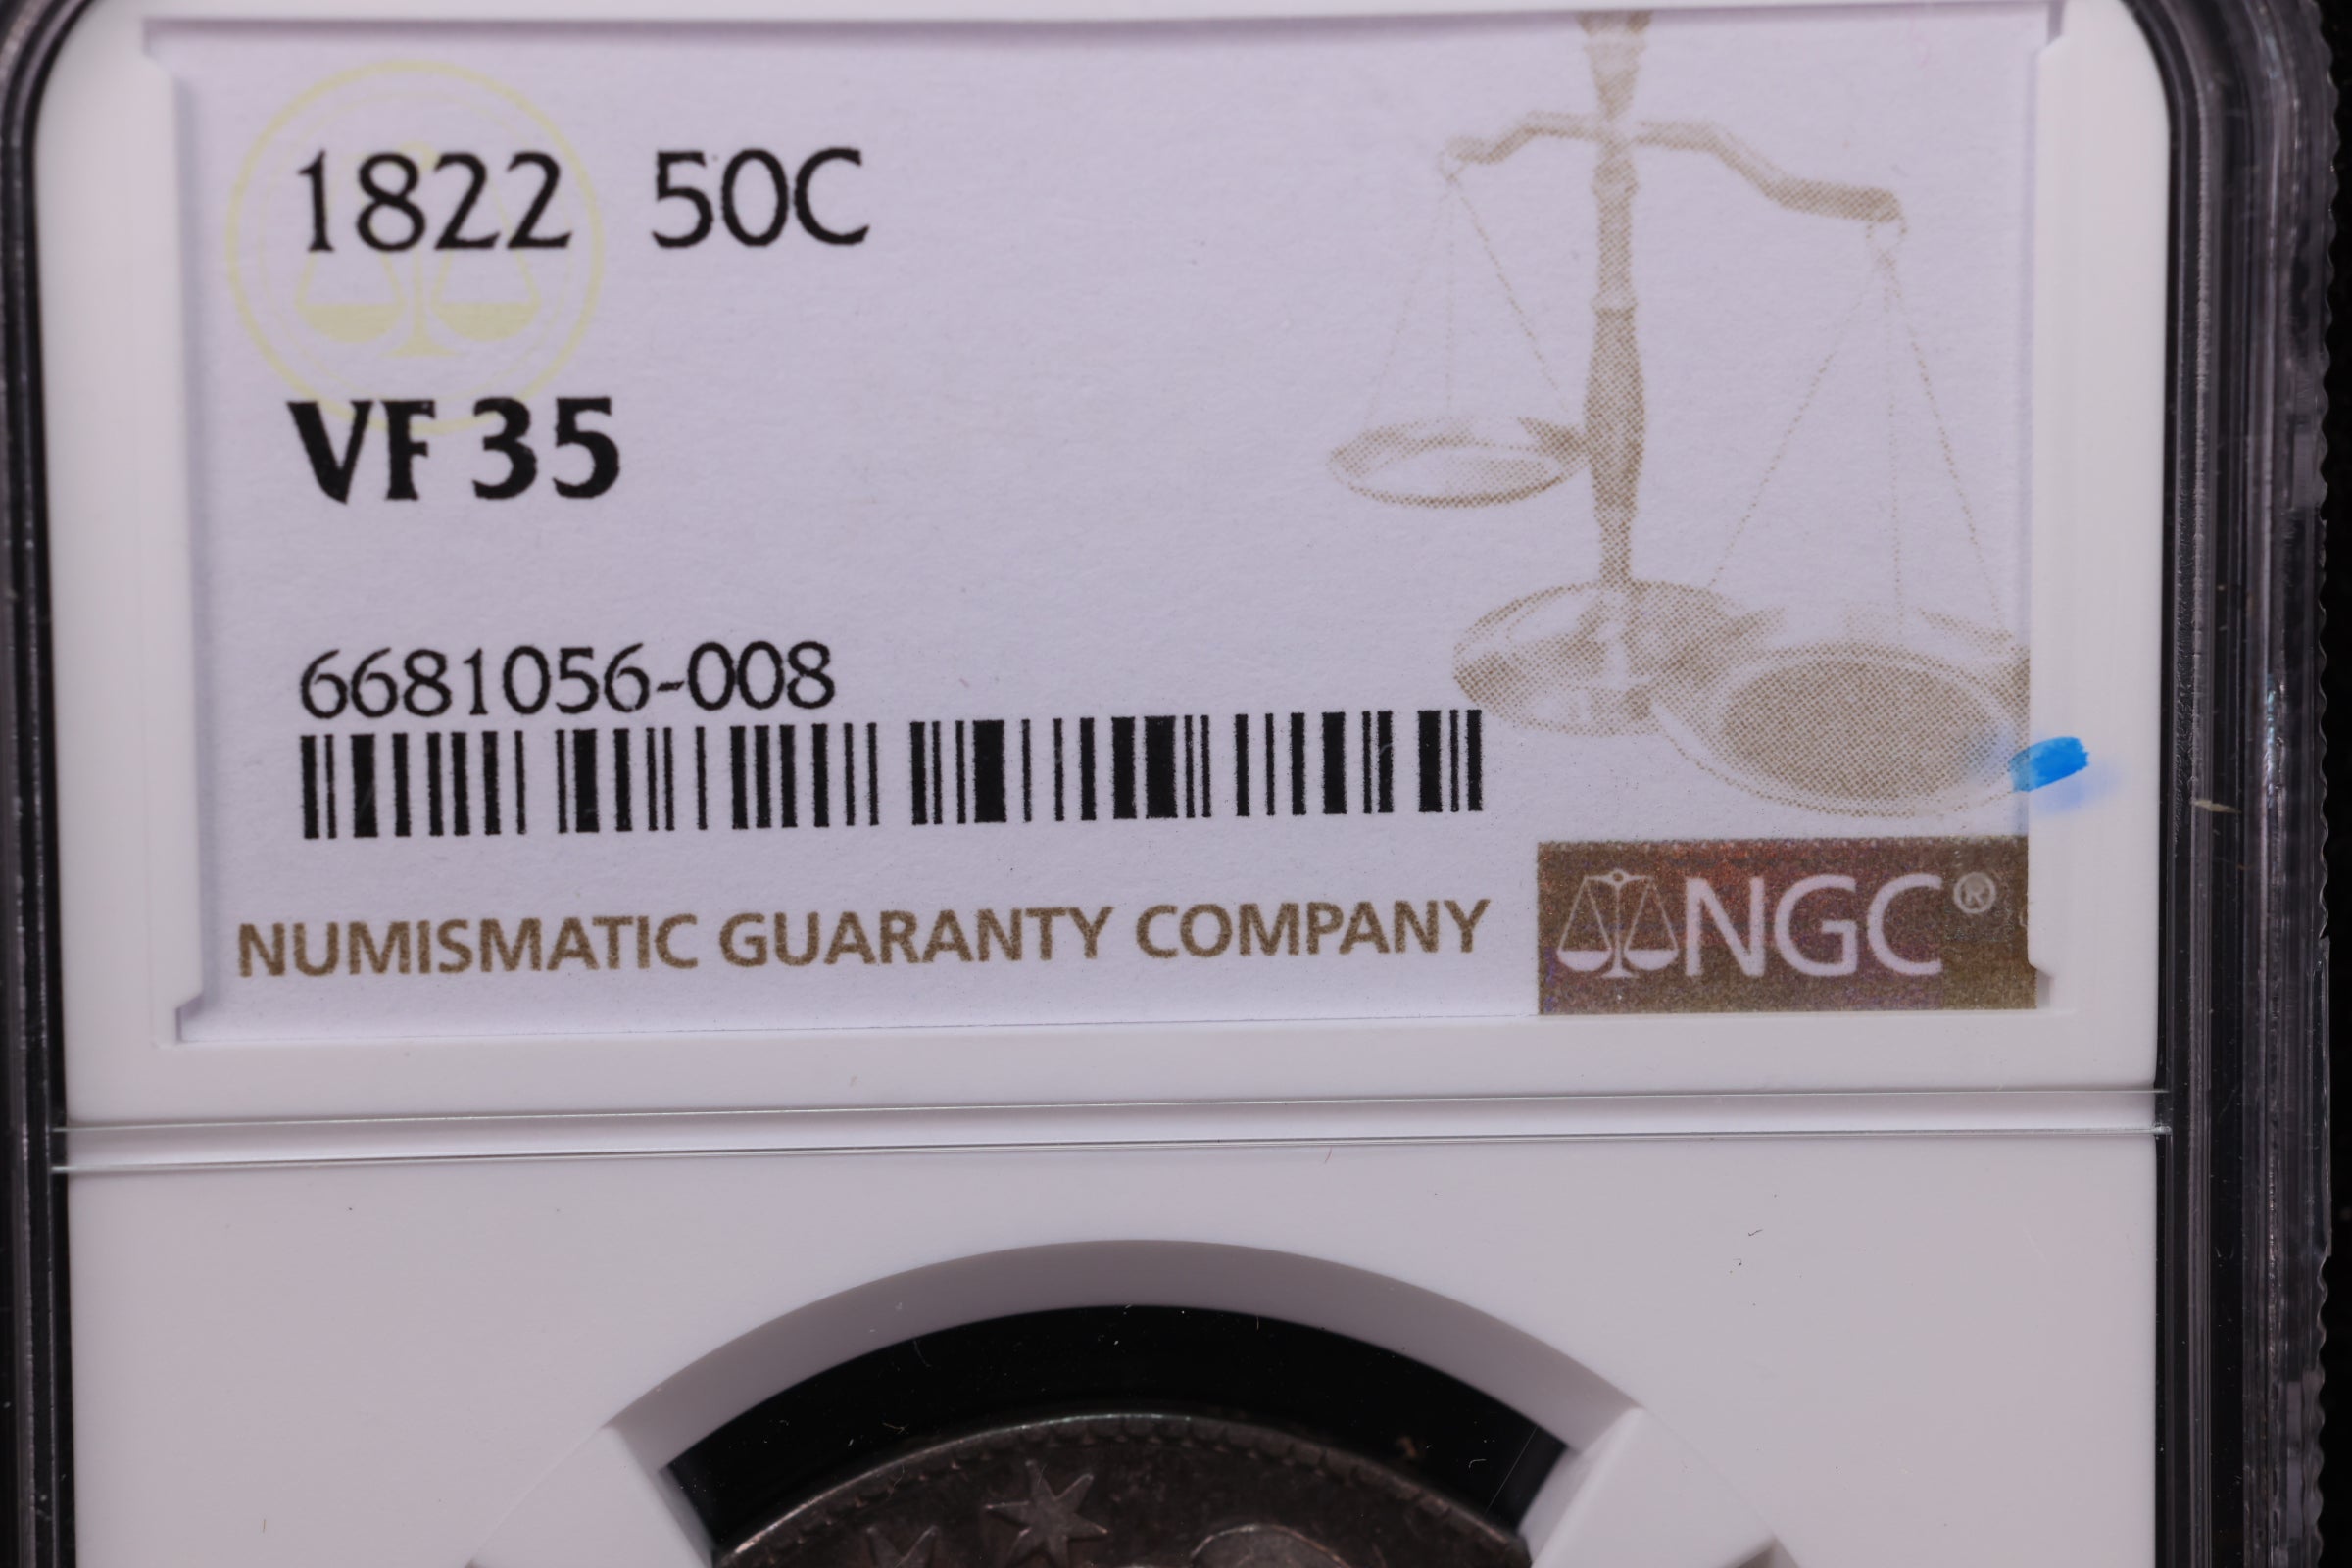 1822 50C
VF 35
6681056-008
NUMISMATIC GUARANTY COMPANY
NGC®